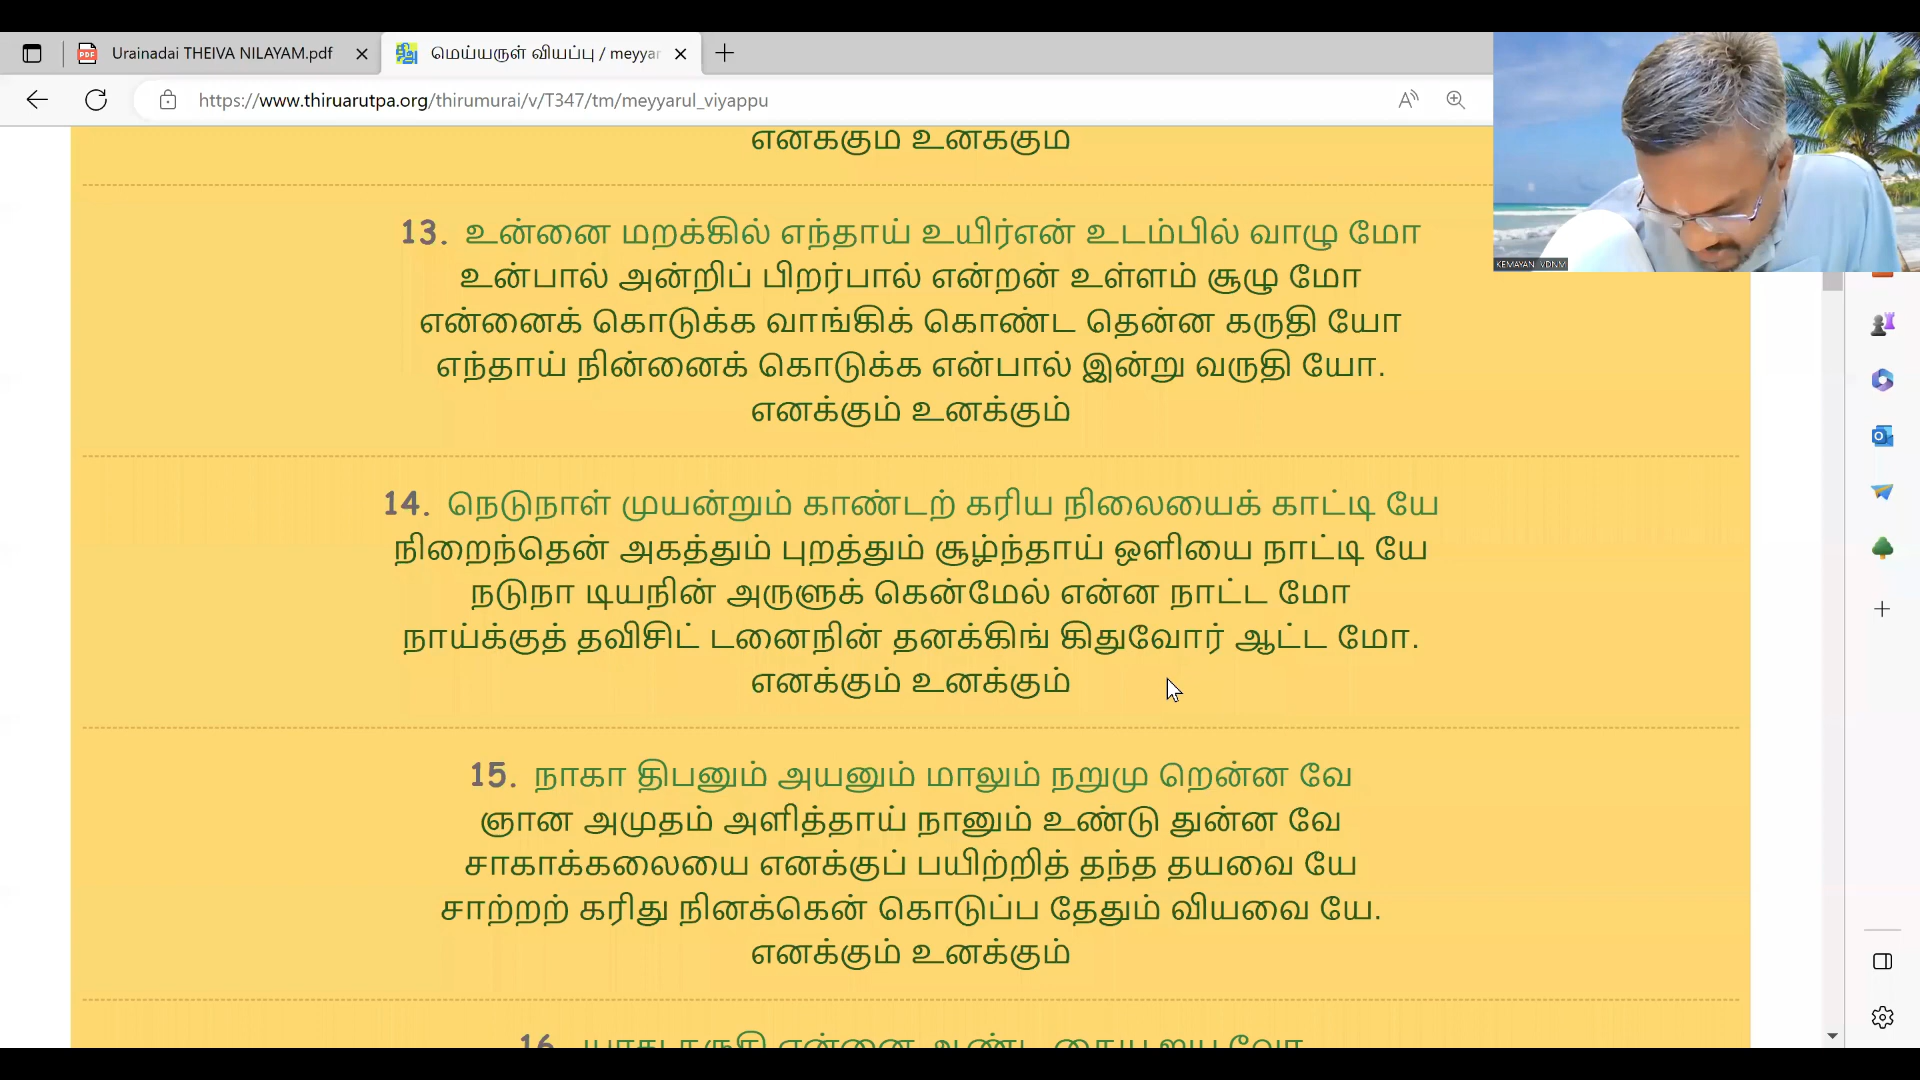 Urainadai THEIVA NILAYAM.pdf
மெய்யருள் வியப்பு / meyyar
https://www.thiruarutpa.org/thirumurai/v/T347/tm/meyyarul_viyappu
KEMAYAN_VDNM
எனக்கும் உனக்கும்
13. உன்னை மறக்கில் எந்தாய் உயிர்என் உடம்பில் வாழு மோ
உன்பால் அன்றிப் பிறர்பால் என்றன் உள்ளம் சூழு மோ
என்னைக் கொடுக்க வாங்கிக் கொண்ட தென்ன கருதி யோ
எந்தாய் நின்னைக் கொடுக்க என்பால் இன்று வருதி யோ.
எனக்கும் உனக்கும்
14. நெடுநாள் முயன்றும் காண்டற் கரிய நிலையைக் காட்டி யே
நிறைந்தென் அகத்தும் புறத்தும் சூழ்ந்தாய் ஒளியை நாட்டி யே
நடுநா டியநின் அருளுக் கென்மேல் என்ன நாட்ட மோ
நாய்க்குத் தவிசிட் டனைநின் தனக்கிங் கிதுவோர் ஆட்ட மோ.
எனக்கும் உனக்கும்
15. நாகா திபனும் அயனும் மாலும் நறுமு றென்ன வே
ஞான அமுதம் அளித்தாய் நானும் உண்டு துன்ன வே
சாகாக்கலையை எனக்குப் பயிற்றித் தந்த தயவை யே
சாற்றற் கரிது நினக்கென் கொடுப்ப தேதும் வியவை யே.
எனக்கும் உனக்கும்
16.